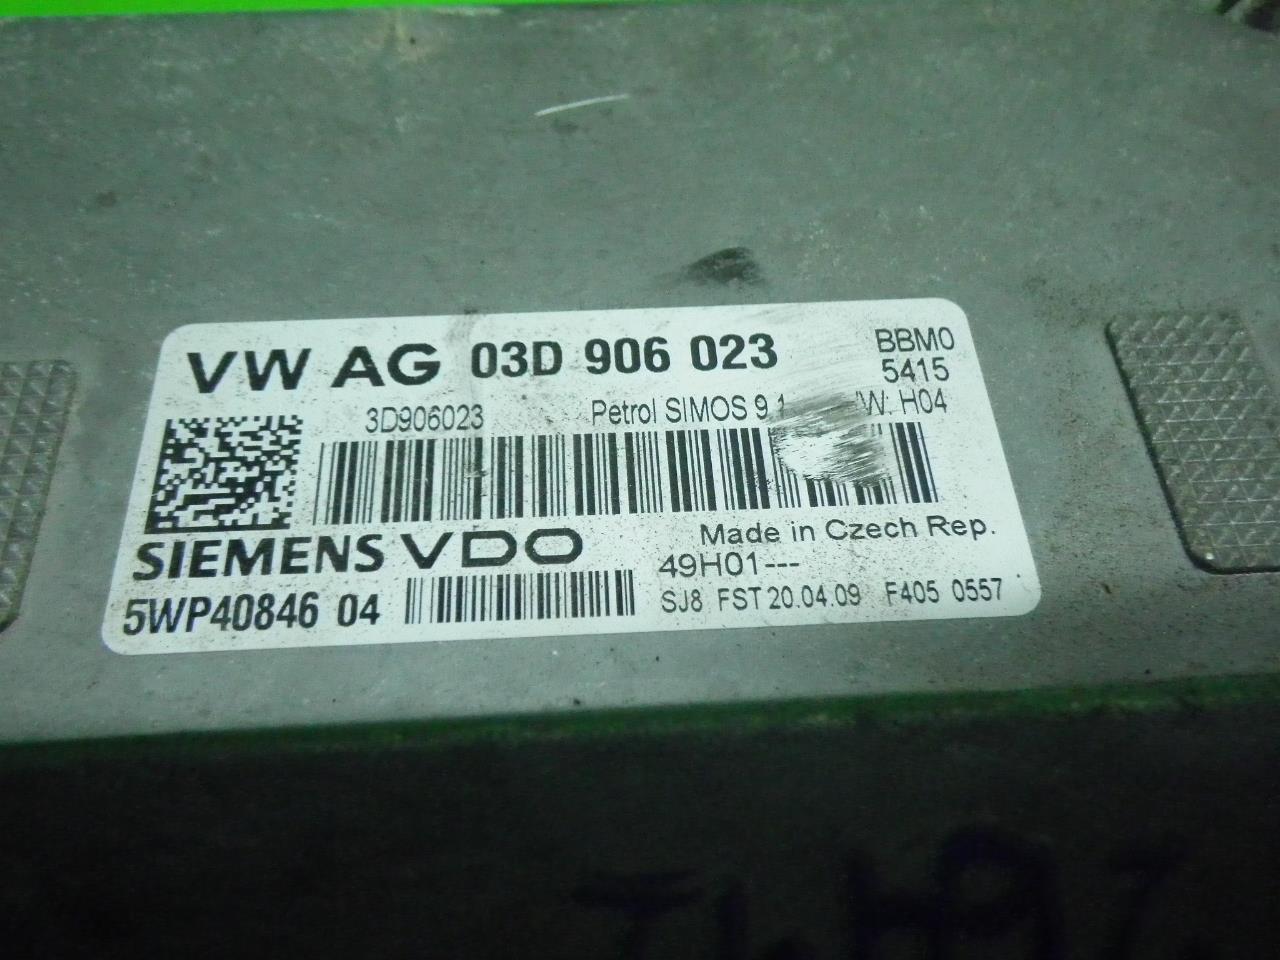 VW AG 03D 906 023
BBM0
5415
3D906023 Petrol SIMOS 9.1 HW: H04
SIEMENS VDO
Made in Czech Rep.
49H01---
5WP40846 04
SJ8 FST 20.04.09 F405 0557